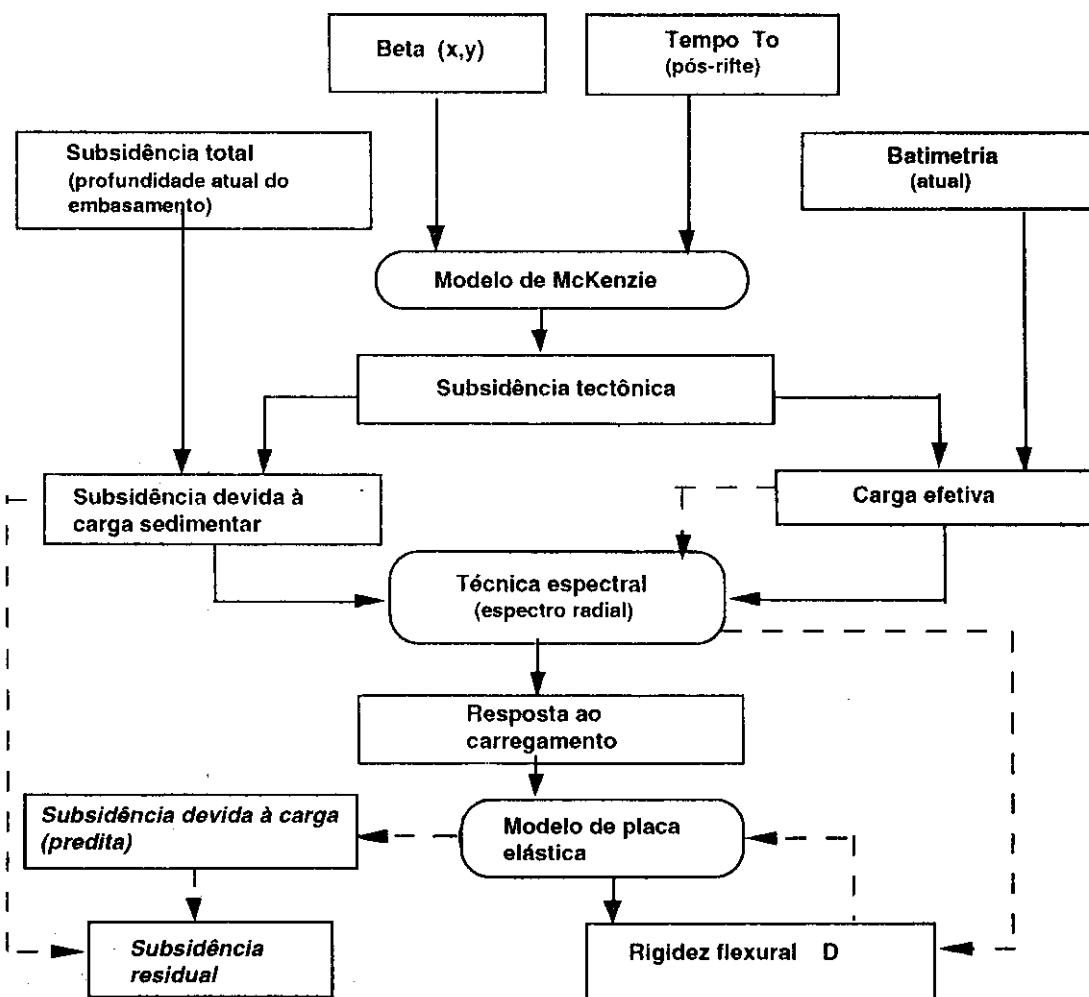 Beta (x,y)
Tempo To
(pós-rifte)
Subsidência total
(profundidade atual do
embasamento)
Batimetria
(atual)
Modelo de McKenzie
Subsidência tectônica
Subsidência devida à
carga sedimentar
Carga efetiva
Técnica espectral
(espectro radial)
Resposta ao
carregamento
Subsidência devida à carga
(predita)
Modelo de placa
elástica
Subsidência
residual
Rigidez flexural D